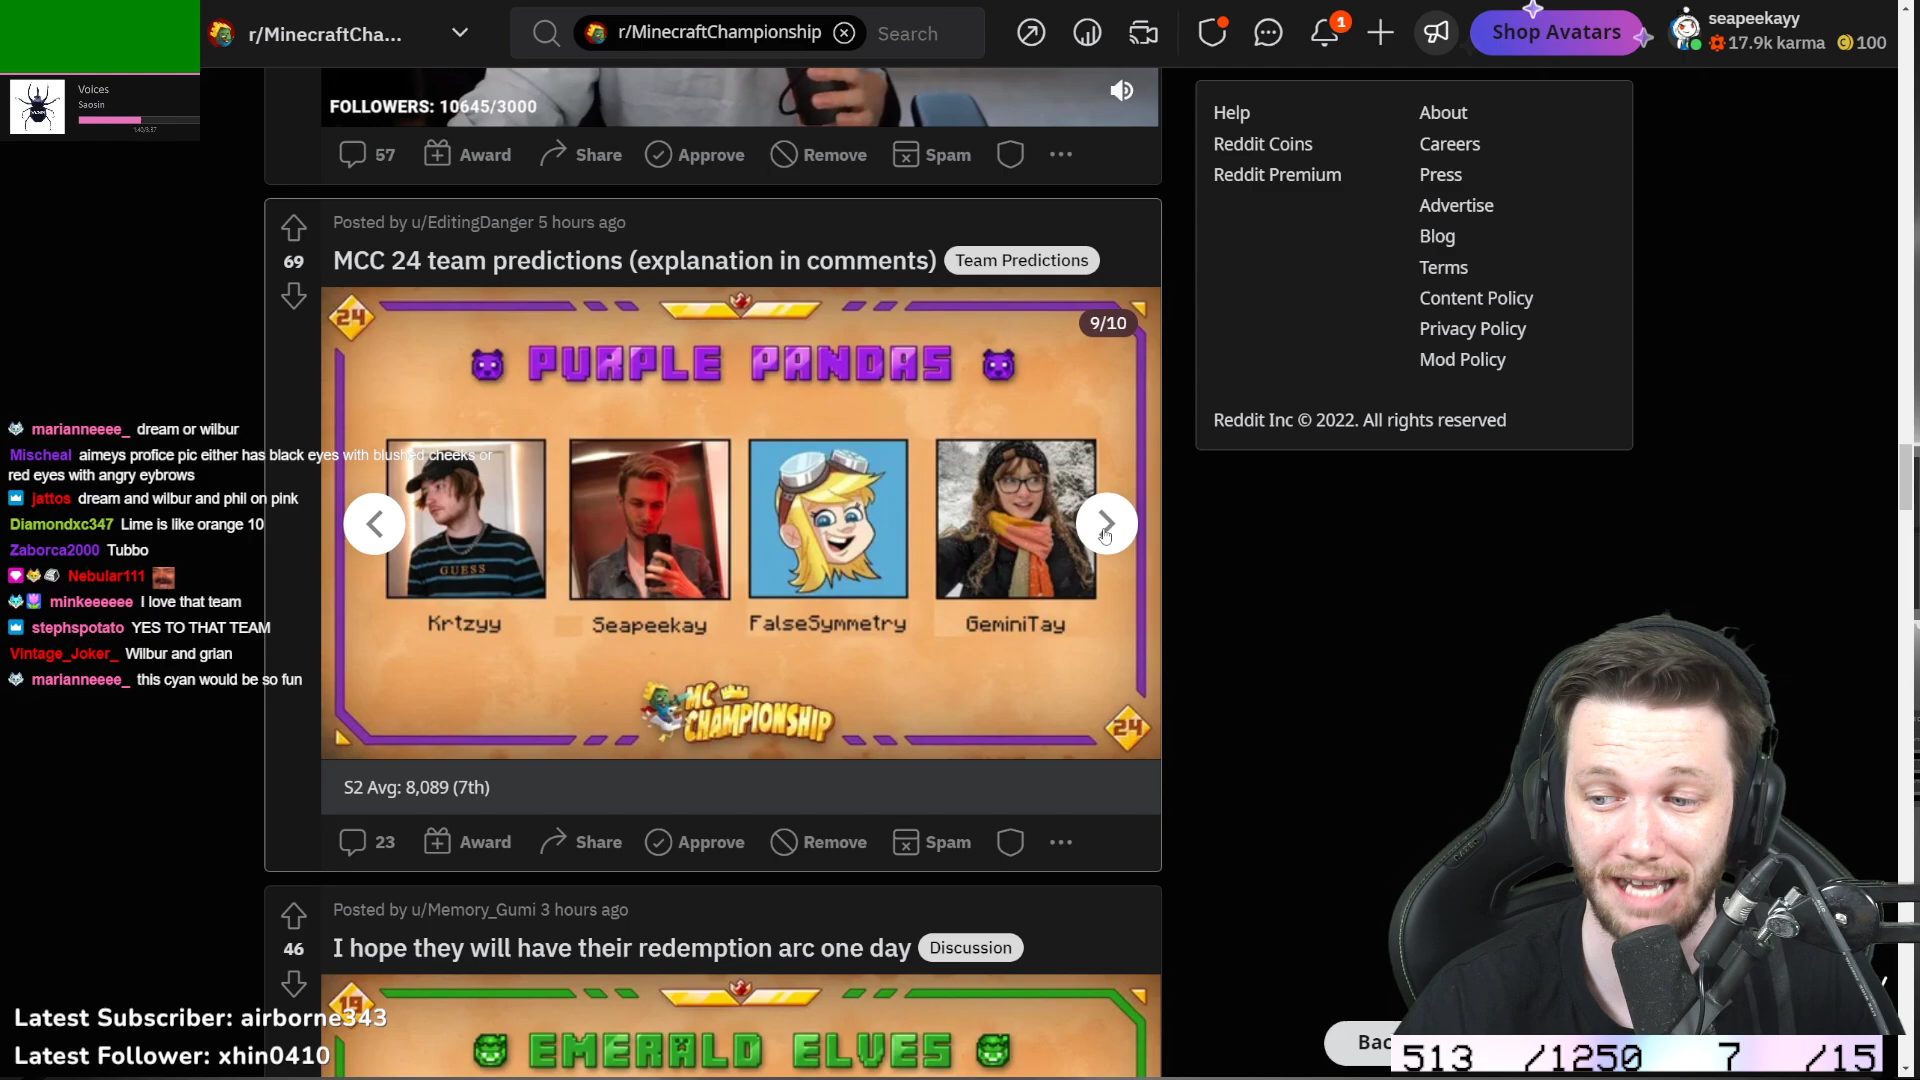 r/MinecraftCha...
r/MinecraftChampionship
Search
1
Shop Avatars
seapeekayy
17.9k karma
100
Voices
Saosin
FOLLOWERS: 10645/3000
57
Award
Share
Approve
Remove
Spam
Help
Reddit Coins
Reddit Premium
About
Careers
Press
Advertise
Blog
Terms
Content Policy
Privacy Policy
Mod Policy
Reddit Inc © 2022. All rights reserved
Posted by u/EditingDanger 5 hours ago
69
MCC 24 team predictions (explanation in comments)
Team Predictions
24
9/10
PURPLE PANDAS
GUESS
Krtzyy
Seapeekay
FalseSymmetry
GeminiTay
MC CHAMPIONSHIP
24
S2 Avg: 8,089 (7th)
23
Award
Share
Approve
Remove
Spam
marianneeee_ dream or wilbur
Mischeal aimeys profice pic either has black eyes with blushed cheeks or
red eyes with angry eybrows
jattos dream and wilbur and phil on pink
Diamondxc347 Lime is like orange 10
Zaborca2000 Tubbo
Nebular111
minkeeeeee I love that team
stephspotato YES TO THAT TEAM
Vintage_Joker_ Wilbur and grian
marianneeee_ this cyan would be so fun
Posted by u/Memory_Gumi 3 hours ago
46
I hope they will have their redemption arc one day
Discussion
19
EMERALD ELVES
Latest Subscriber: airborne343
Latest Follower: xhin0410
Bac
513 /1250 7 /15